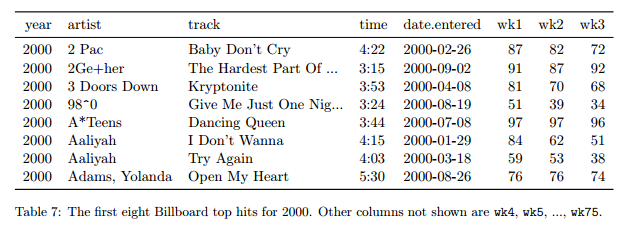 year artist track time date.entered wk1 wk2 wk3
2000 2 Pac Baby Don't Cry 4:22 2000-02-26 87 82 72
2000 2Ge+her The Hardest Part Of ... 3:15 2000-09-02 91 87 92
2000 3 Doors Down Kryptonite 3:53 2000-04-08 81 70 68
2000 98^0 Give Me Just One Nig... 3:24 2000-08-19 51 39 34
2000 A*Teens Dancing Queen 3:44 2000-07-08 97 97 96
2000 Aaliyah I Don't Wanna 4:15 2000-01-29 84 62 51
2000 Aaliyah Try Again 4:03 2000-03-18 59 53 38
2000 Adams, Yolanda Open My Heart 5:30 2000-08-26 76 76 74
Table 7: The first eight Billboard top hits for 2000. Other columns not shown are wk4, wk5, ..., wk75.